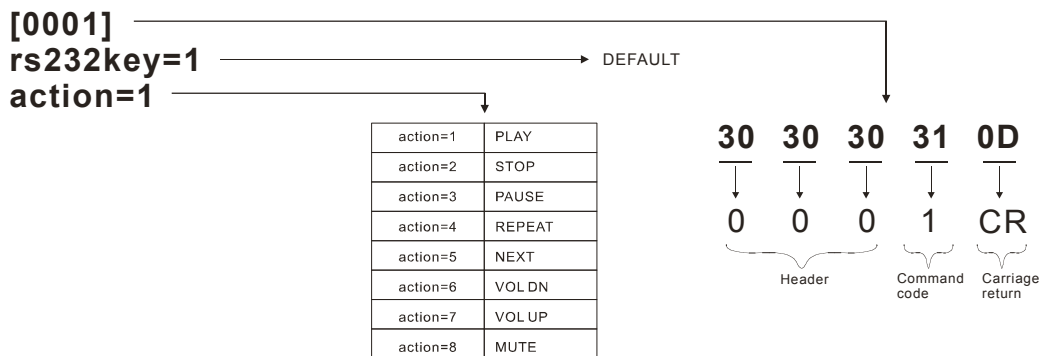 [0001]
rs232key=1
DEFAULT
action=1
action=1 PLAY
action=2 STOP
action=3 PAUSE
action=4 REPEAT
action=5 NEXT
action=6 VOL DN
action=7 VOL UP
action=8 MUTE
30 30 30 31 0D
0 0 0 1 CR
Header
Command code
Carriage return